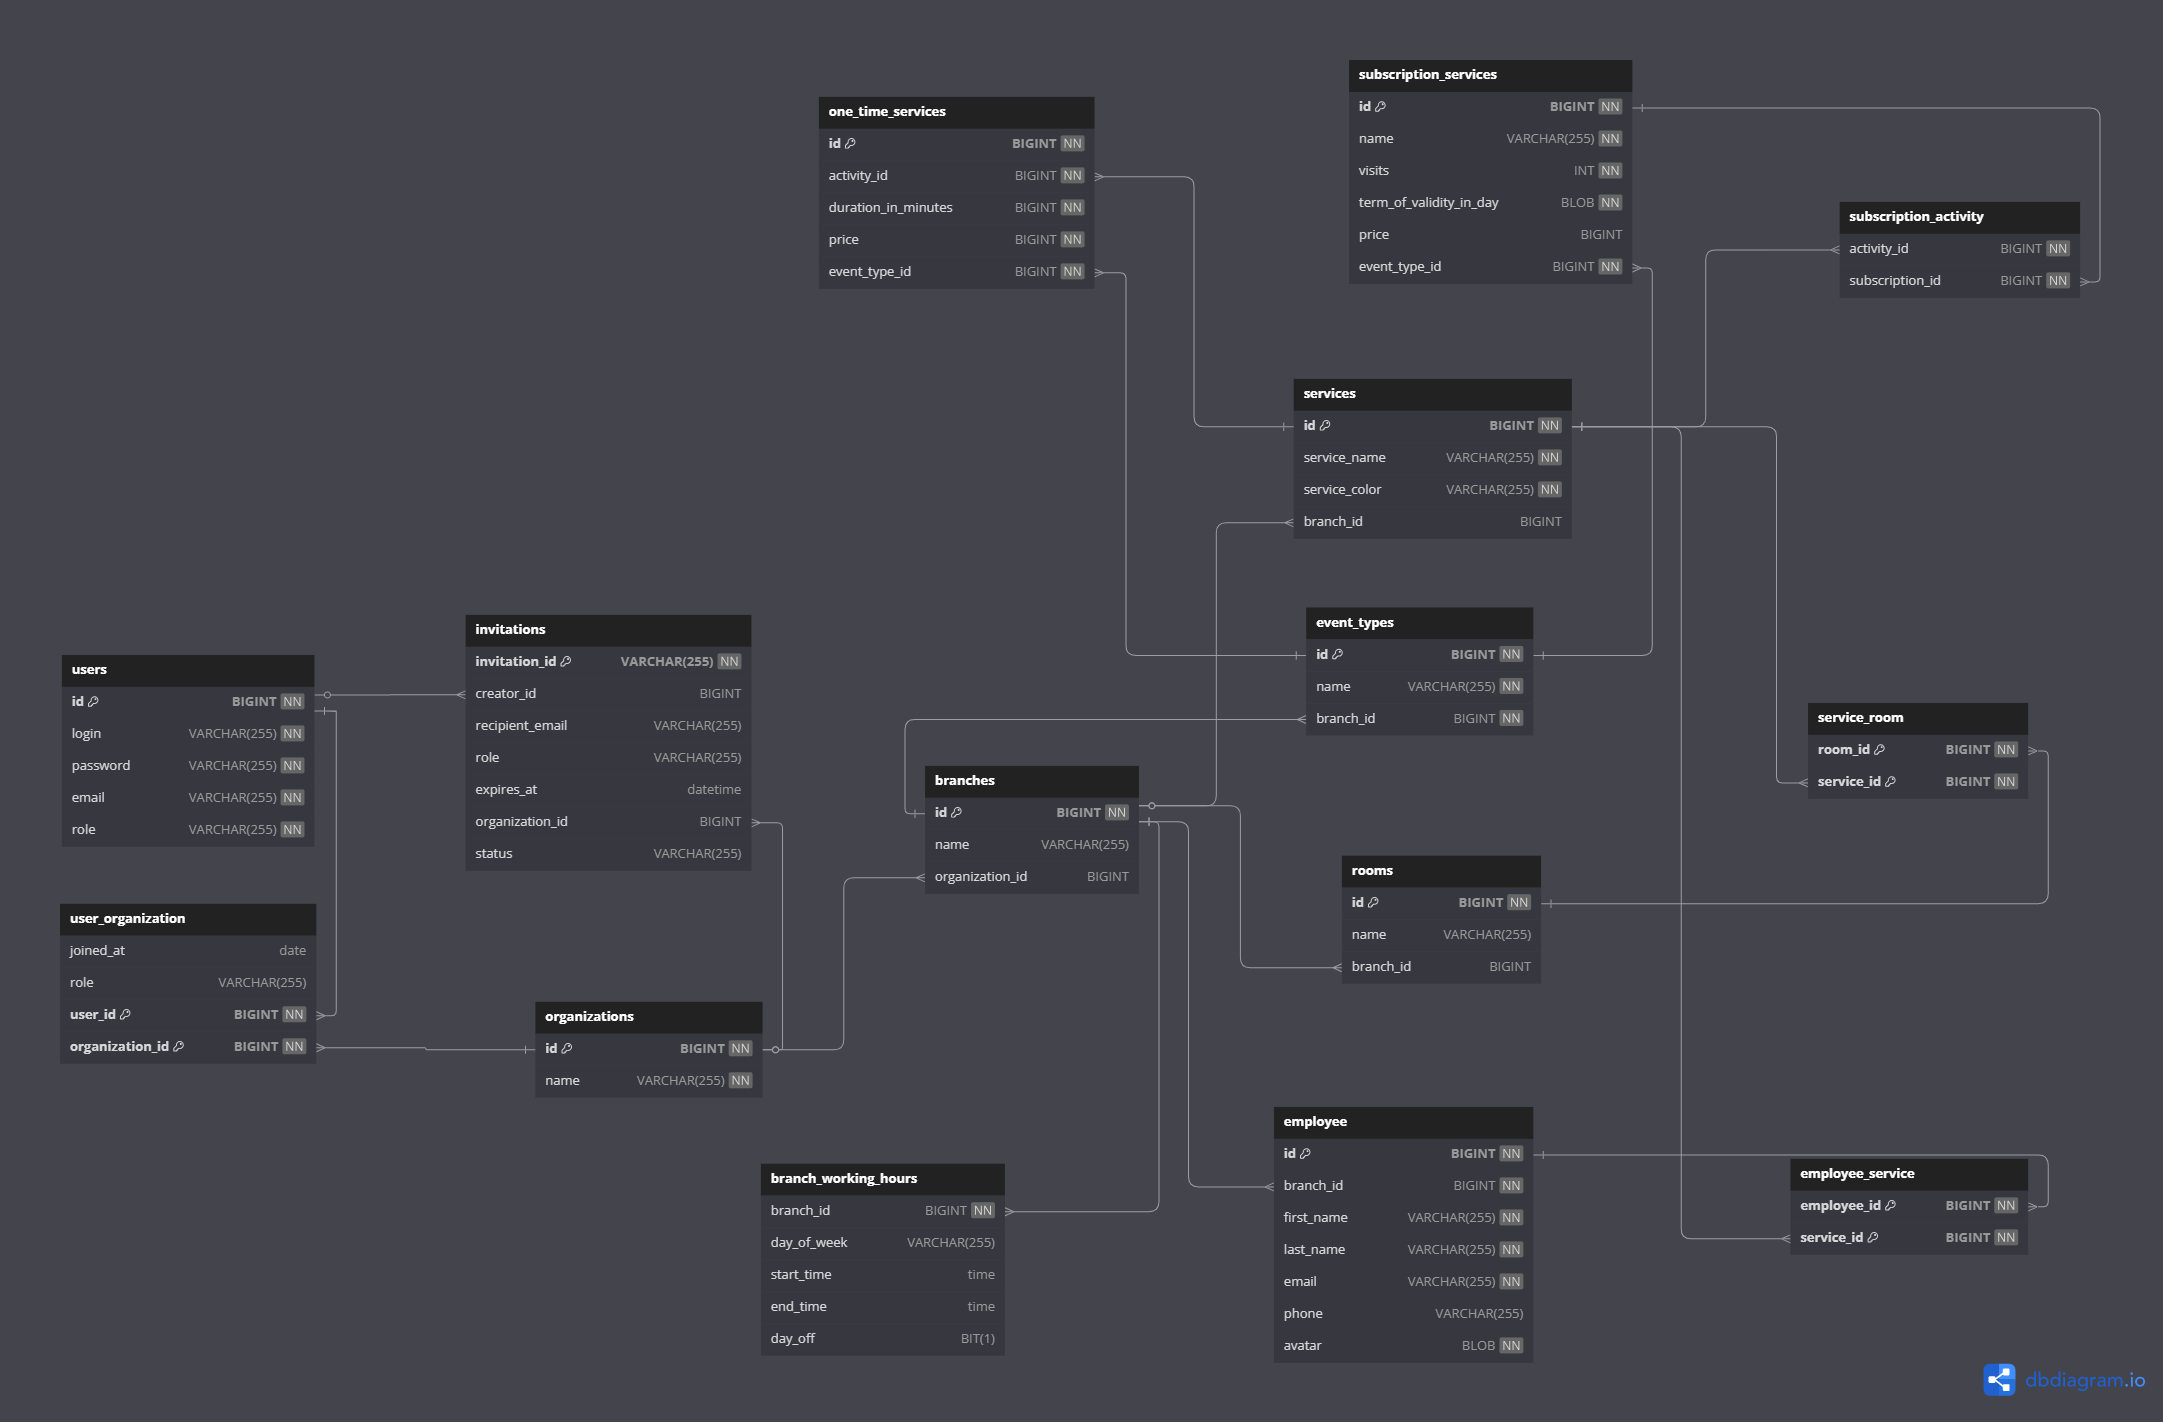 subscription_services
id BIGINT NN
name VARCHAR(255) NN
visits INT NN
term_of_validity_in_day BLOB NN
price BIGINT
event_type_id BIGINT NN
one_time_services
id BIGINT NN
activity_id BIGINT NN
duration_in_minutes BIGINT NN
price BIGINT NN
event_type_id BIGINT NN
subscription_activity
activity_id BIGINT NN
subscription_id BIGINT NN
services
id BIGINT NN
service_name VARCHAR(255) NN
service_color VARCHAR(255) NN
branch_id BIGINT
event_types
id BIGINT NN
name VARCHAR(255) NN
branch_id BIGINT NN
invitations
invitation_id VARCHAR(255) NN
creator_id BIGINT
recipient_email VARCHAR(255)
role VARCHAR(255)
expires_at datetime
organization_id BIGINT
status VARCHAR(255)
users
id BIGINT NN
login VARCHAR(255) NN
password VARCHAR(255) NN
email VARCHAR(255) NN
role VARCHAR(255) NN
service_room
room_id BIGINT NN
service_id BIGINT NN
branches
id BIGINT NN
name VARCHAR(255)
organization_id BIGINT
rooms
id BIGINT NN
name VARCHAR(255)
branch_id BIGINT
user_organization
joined_at date
role VARCHAR(255)
user_id BIGINT NN
organization_id BIGINT NN
organizations
id BIGINT NN
name VARCHAR(255) NN
employee
id BIGINT NN
branch_id BIGINT NN
first_name VARCHAR(255) NN
last_name VARCHAR(255) NN
email VARCHAR(255) NN
phone VARCHAR(255)
avatar BLOB NN
employee_service
employee_id BIGINT NN
service_id BIGINT NN
branch_working_hours
branch_id BIGINT NN
day_of_week VARCHAR(255)
start_time time
end_time time
day_off BIT(1)
dbdiagram.io